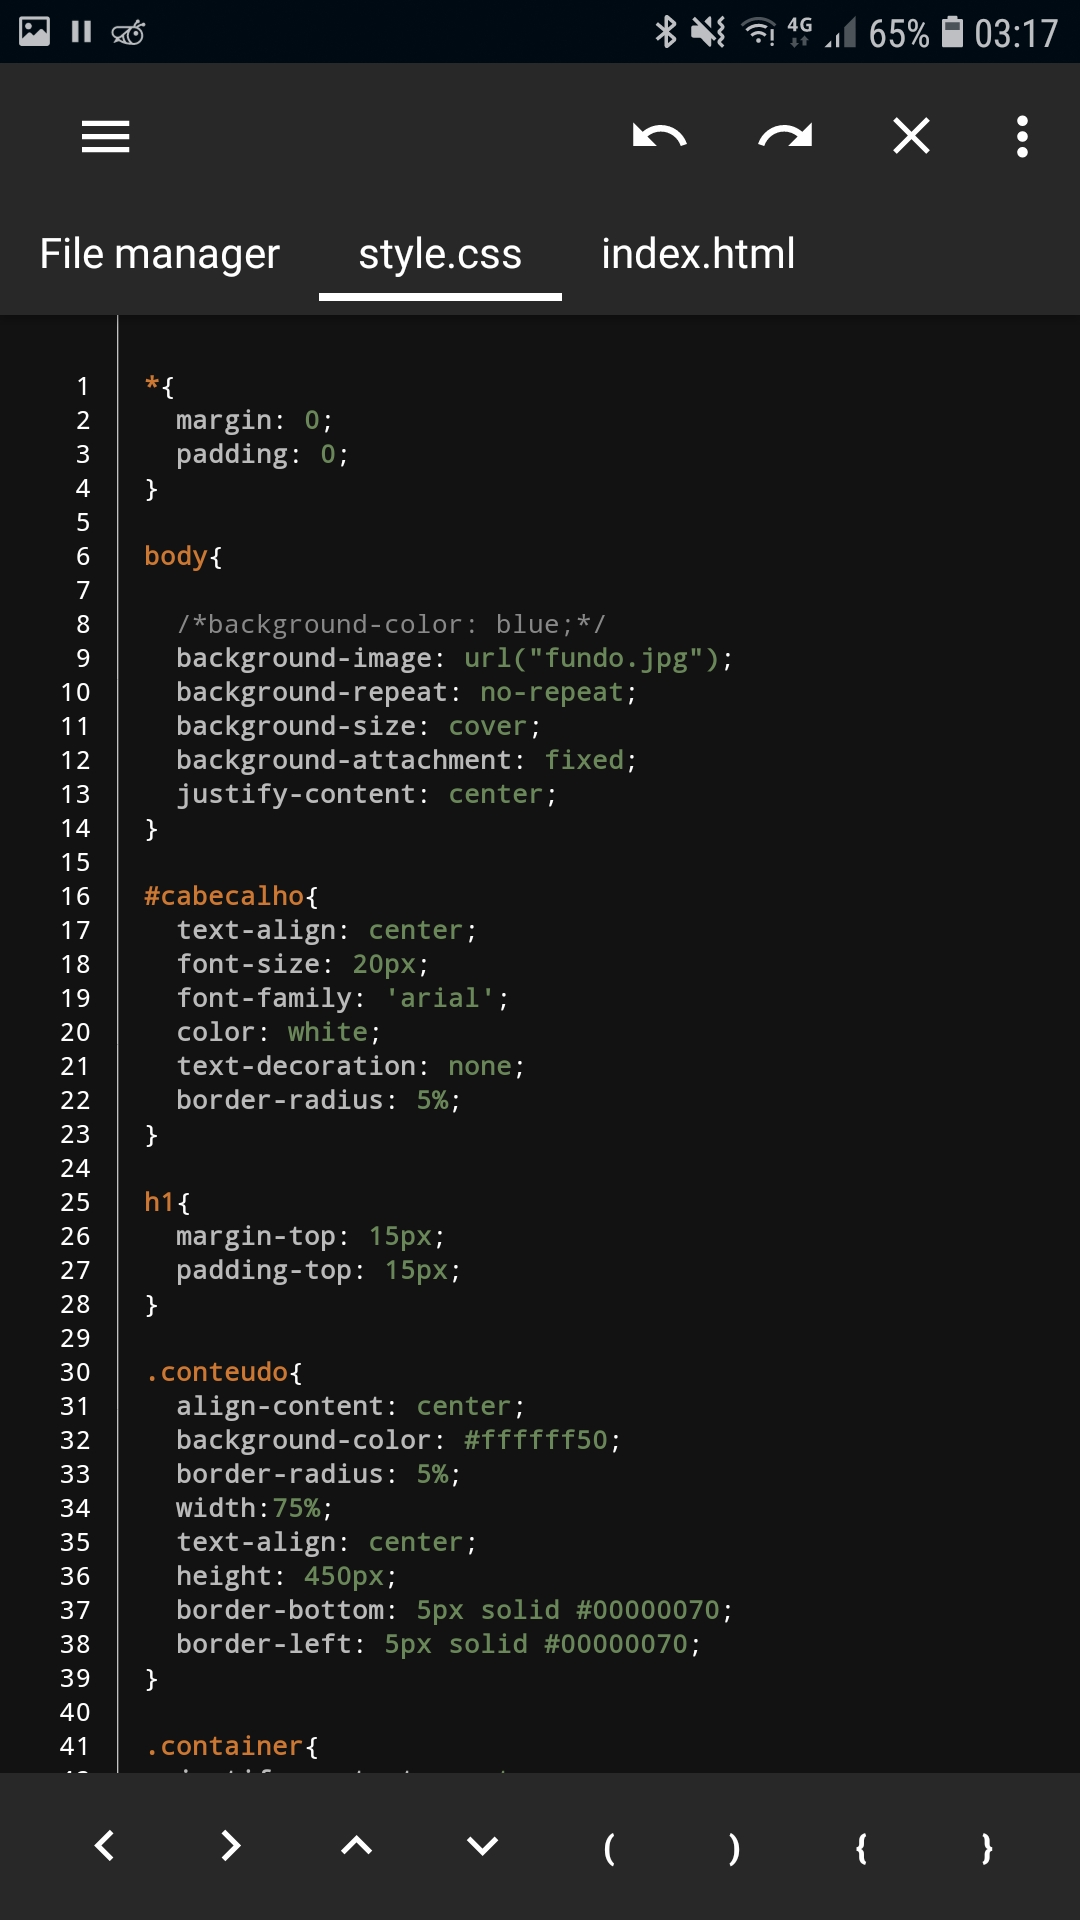 4G 65% 03:17
File manager style.css index.html
1 *{
2 margin: 0;
3 padding: 0;
4 }
5
6 body{
7
8 /*background-color: blue;*/
9 background-image: url("fundo.jpg");
10 background-repeat: no-repeat;
11 background-size: cover;
12 background-attachment: fixed;
13 justify-content: center;
14 }
15
16 #cabecalho{
17 text-align: center;
18 font-size: 20px;
19 font-family: 'arial';
20 color: white;
21 text-decoration: none;
22 border-radius: 5%;
23 }
24
25 h1{
26 margin-top: 15px;
27 padding-top: 15px;
28 }
29
30 .conteudo{
31 align-content: center;
32 background-color: #ffffff50;
33 border-radius: 5%;
34 width:75%;
35 text-align: center;
36 height: 450px;
37 border-bottom: 5px solid #00000070;
38 border-left: 5px solid #00000070;
39 }
40
41 .container{
( ) { }